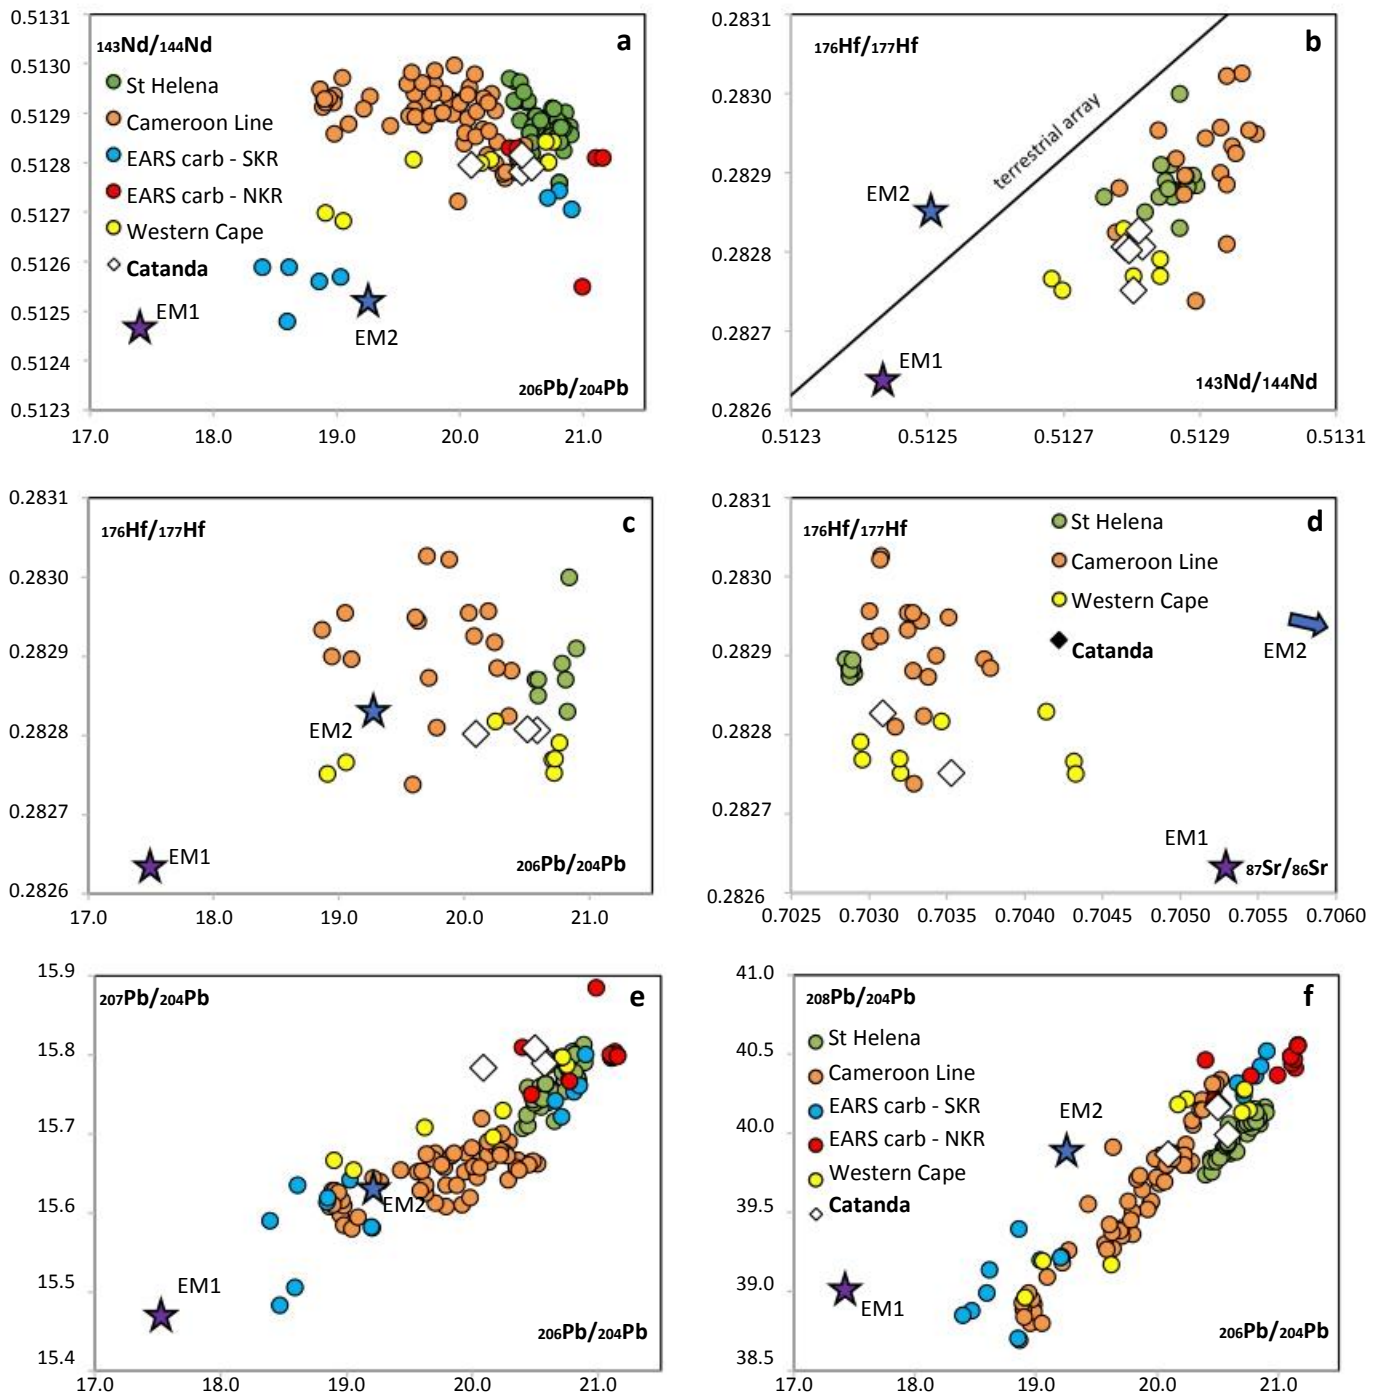 0.5131
0.5130
0.5129
0.5128
0.5127
0.5126
0.5125
0.5124
0.5123
143Nd/144Nd
a
St Helena
Cameroon Line
EARS carb - SKR
EARS carb - NKR
Western Cape
Catanda
EM1
EM2
206Pb/204Pb
17.0 18.0 19.0 20.0 21.0
0.2831
0.2830
0.2829
0.2828
0.2827
0.2826
176Hf/177Hf
b
terrestrial array
EM2
EM1
143Nd/144Nd
0.5123 0.5125 0.5127 0.5129 0.5131
0.2831
0.2830
0.2829
0.2828
0.2827
0.2826
176Hf/177Hf
c
EM2
EM1
206Pb/204Pb
17.0 18.0 19.0 20.0 21.0
0.2831
0.2830
0.2829
0.2828
0.2827
0.2826
176Hf/177Hf
d
St Helena
Cameroon Line
Western Cape
Catanda
EM2
EM1
87Sr/86Sr
0.7025 0.7030 0.7035 0.7040 0.7045 0.7050 0.7055 0.7060
15.9
15.8
15.7
15.6
15.5
15.4
207Pb/204Pb
e
EM2
EM1
206Pb/204Pb
17.0 18.0 19.0 20.0 21.0
41.0
40.5
40.0
39.5
39.0
38.5
208Pb/204Pb
f
St Helena
Cameroon Line
EARS carb - SKR
EARS carb - NKR
Western Cape
Catanda
EM2
EM1
206Pb/204Pb
17.0 18.0 19.0 20.0 21.0